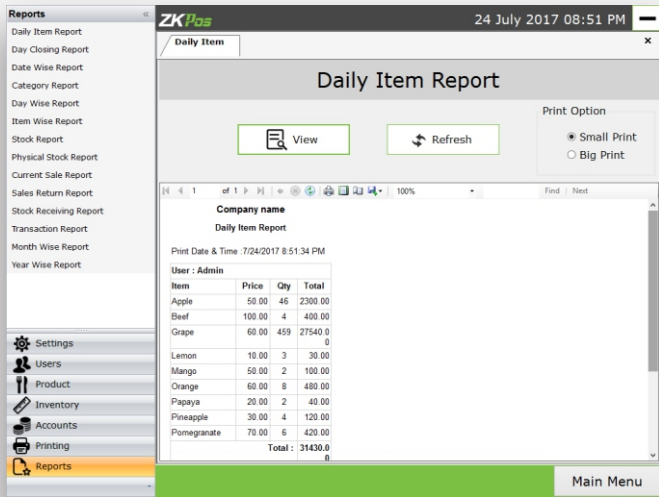 Reports «
Daily Item Report
Day Closing Report
Date Wise Report
Category Report
Day Wise Report
Item Wise Report
Stock Report
Physical Stock Report
Current Sale Report
Sales Return Report
Stock Receiving Report
Transaction Report
Month Wise Report
Year Wise Report
Settings
Users
Product
Inventory
Accounts
Printing
Reports
ZKPos
24 July 2017 08:51 PM
Daily Item x
Daily Item Report
View
Refresh
Print Option
Small Print
Big Print
1 of 1 100% Find | Next
Company name
Daily Item Report
Print Date & Time :7/24/2017 8:51:34 PM
User : Admin
Item Price Qty Total
Apple 50.00 46 2300.00
Beef 100.00 4 400.00
Grape 60.00 459 27540.0
0
Lemon 10.00 3 30.00
Mango 50.00 2 100.00
Orange 60.00 8 480.00
Papaya 20.00 2 40.00
Pineapple 30.00 4 120.00
Pomegranate 70.00 6 420.00
Total : 31430.0
0
Main Menu